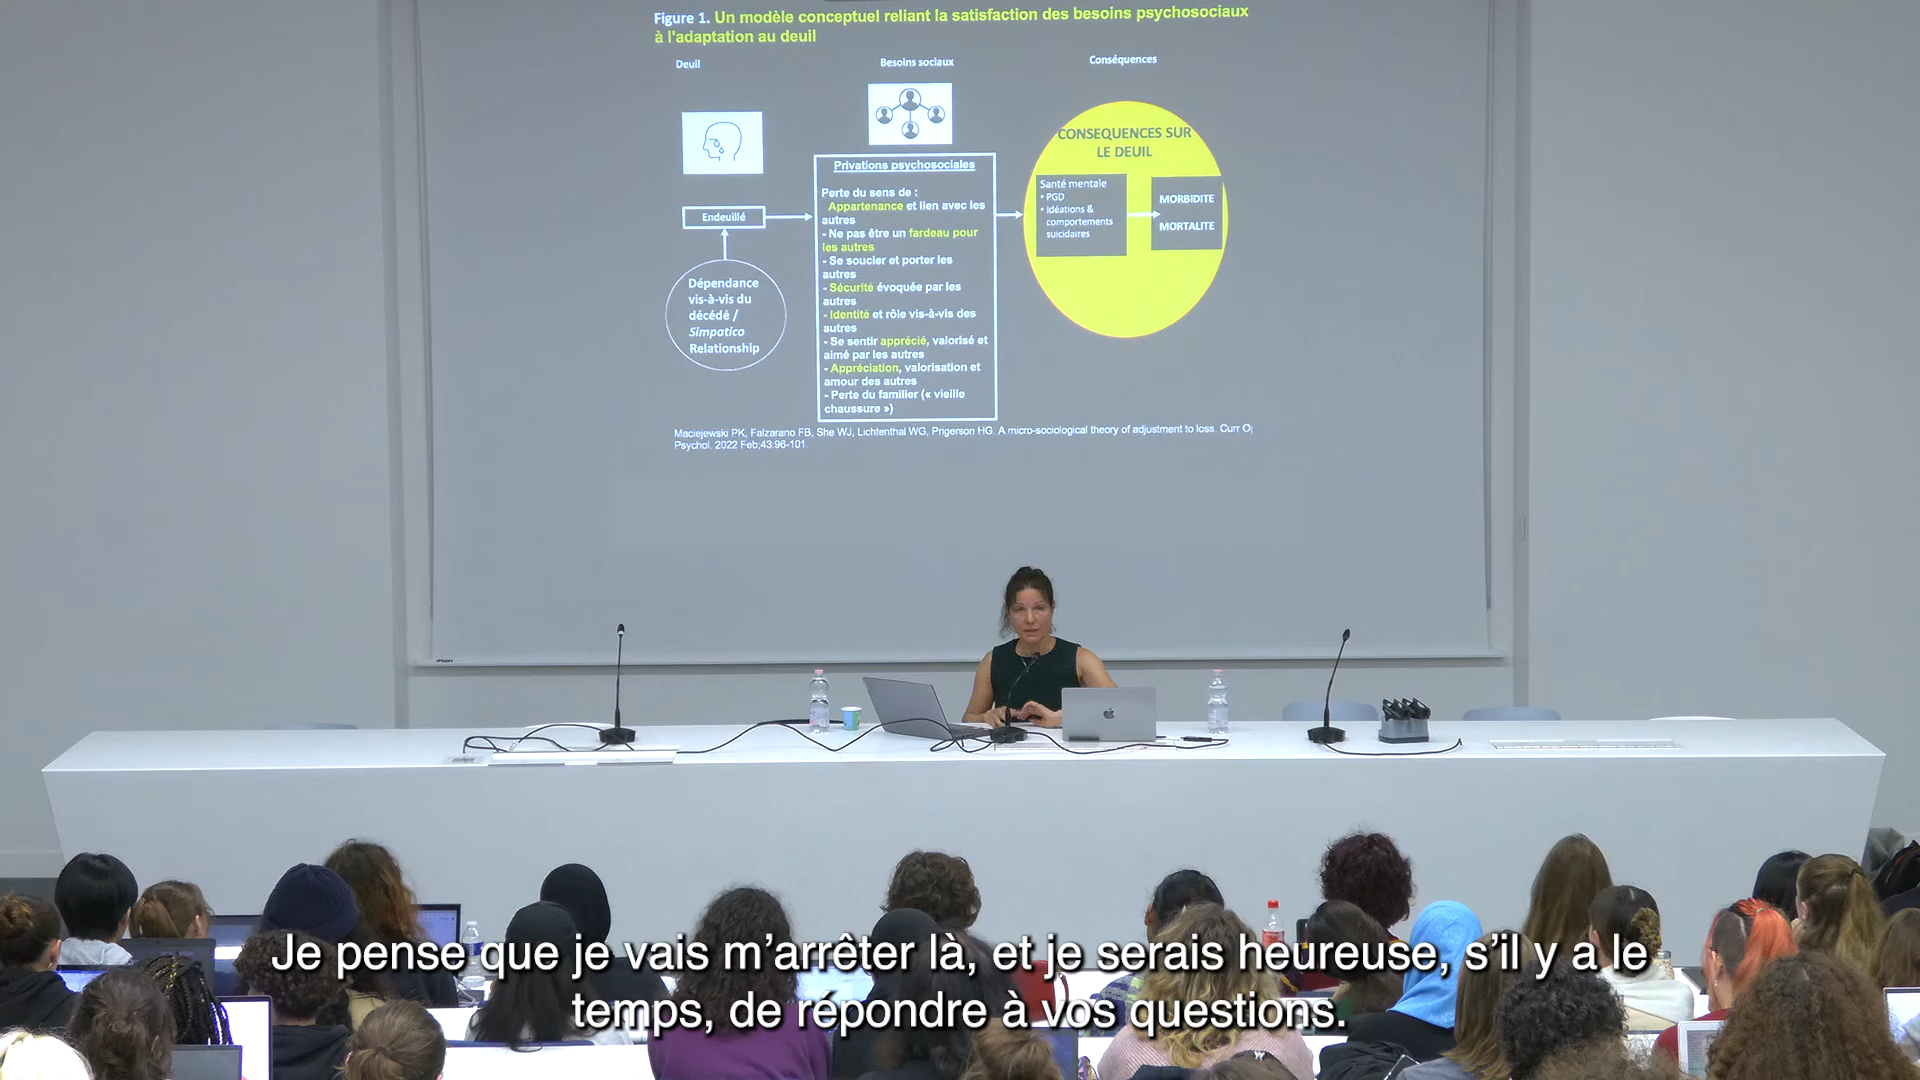 Figure 1. Un modèle conceptuel reliant la satisfaction des besoins psychosociaux
à l'adaptation au deuil
Deuil
Besoins sociaux
Conséquences
Endeuillé
Dépendance
vis-à-vis du
décédé /
Simpatico
Relationship
Privations psychosociales
Perte du sens de :
Appartenance et lien avec les
autres
- Ne pas être un fardeau pour
les autres
- Se soucier et porter les
autres
- Sécurité évoquée par les
autres
- Identité et rôle vis-à-vis des
autres
- Se sentir apprécié, valorisé et
aimé par les autres
- Appréciation, valorisation et
amour des autres
- Perte du familier (« vieille
chaussure »)
CONSEQUENCES SUR
LE DEUIL
Santé mentale
• PGD
• Idéations &
comportements
suicidaires
MORBIDITE
MORTALITE
Maciejewski PK, Falzarano FB, She WJ, Lichtenthal WG, Prigerson HG. A micro-sociological theory of adjustment to loss. Curr O
Psychol. 2022 Feb;43:96-101.
Je pense que je vais m'arrêter là, et je serais heureuse, s'il y a le
temps, de répondre à vos questions.